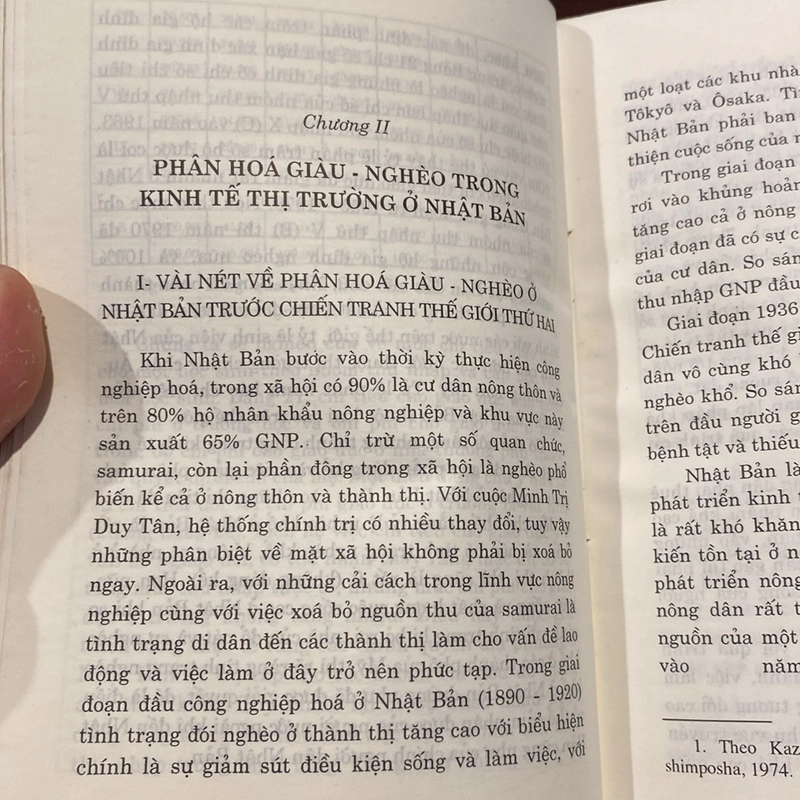 Chương II
PHÂN HOÁ GIÀU - NGHÈO TRONG
KINH TẾ THỊ TRƯỜNG Ở NHẬT BẢN
I- VÀI NÉT VỀ PHÂN HOÁ GIÀU - NGHÈO Ở
NHẬT BẢN TRƯỚC CHIẾN TRANH THẾ GIỚI THỨ HAI
Khi Nhật Bản bước vào thời kỳ thực hiện công
nghiệp hoá, trong xã hội có 90% là cư dân nông thôn và
trên 80% hộ nhân khẩu nông nghiệp và khu vực này
sản xuất 65% GNP. Chỉ trừ một số quan chức,
samurai, còn lại phần đông trong xã hội là nghèo phổ
biến kể cả ở nông thôn và thành thị. Với cuộc Minh Trị
Duy Tân, hệ thống chính trị có nhiều thay đổi, tuy vậy
những phân biệt về mặt xã hội không phải bị xoá bỏ
ngay. Ngoài ra, với những cải cách trong lĩnh vực nông
nghiệp cùng với việc xoá bỏ nguồn thu của samurai là
tình trạng di dân đến các thành thị làm cho vấn đề lao
động và việc làm ở đây trở nên phức tạp. Trong giai
đoạn đầu công nghiệp hoá ở Nhật Bản (1890 - 1920)
tình trạng đói nghèo ở thành thị tăng cao với biểu hiện
chính là sự giảm sút điều kiện sống và làm việc, với
một loạt các khu nhà
Tôkyô và Ôsaka. 
Nhật Bản phải ban
thiện cuộc sống của
Trong giai đoạn
rơi vào khủng hoản
tăng cao cả ở nông
giai đoạn đã có sự c
của cư dân. So sán
thu nhập GNP đầu
Giai đoạn 1936
Chiến tranh thế gi
dân vô cùng khó
nghèo khổ. So sán
trên đầu người g
bệnh tật và thiếu
Nhật Bản là
phát triển kinh
là rất khó khăn
kiến tồn tại ở n
phát triển nông
nông dân rất t
nguồn của một
vào năm
1. Theo Kaz
shimposha, 1974.